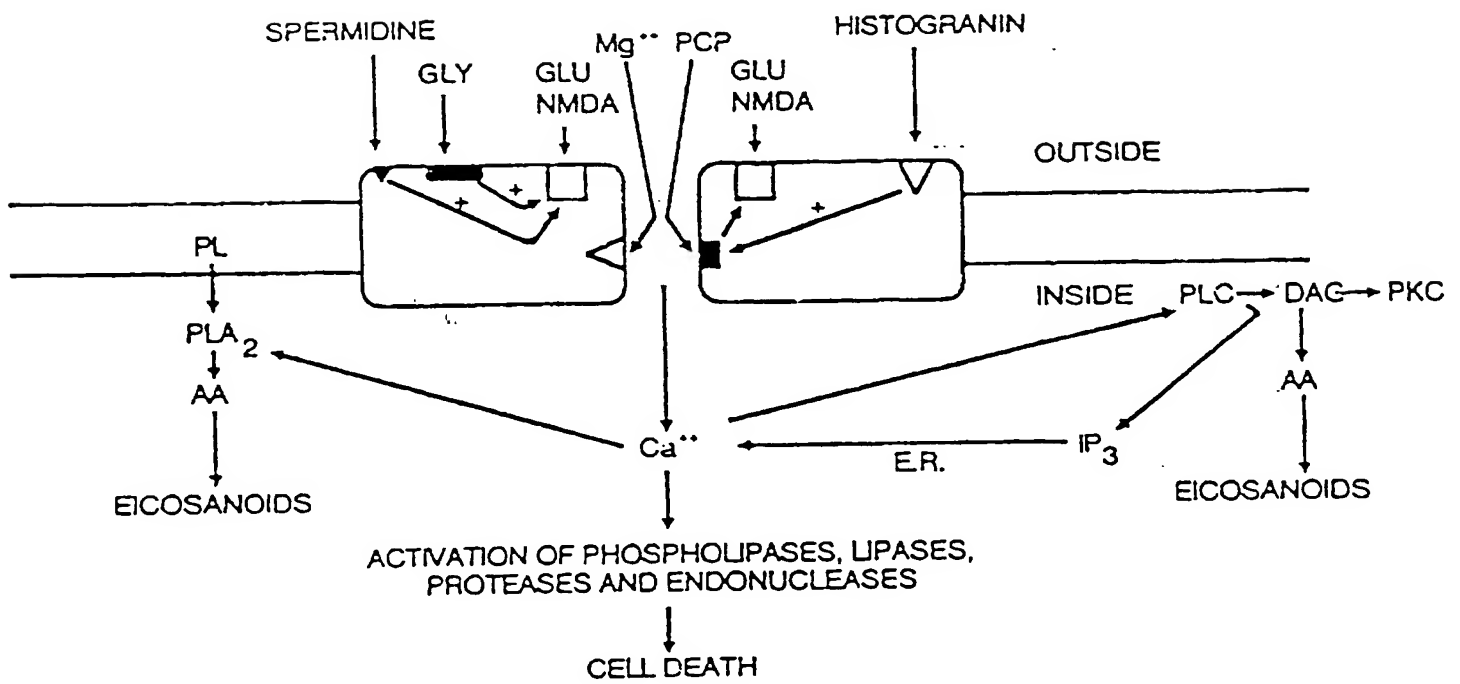 SPERMIDINE
GLY
GLU
NMDA
Mg⁺⁺ PCP
GLU
NMDA
HISTOGRANIN
OUTSIDE
+
+
+
PL
PLA₂
AA
EICOSANOIDS
INSIDE
PLC
DAG
PKC
AA
EICOSANOIDS
IP₃
E.R.
Ca⁺⁺
ACTIVATION OF PHOSPHOLIPASES, LIPASES,
PROTEASES AND ENDONUCLEASES
CELL DEATH